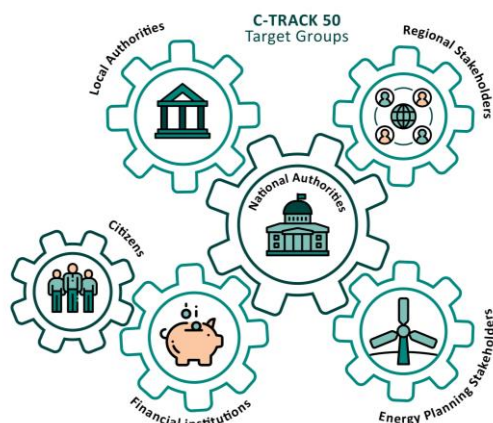 C-TRACK 50
Target Groups
Local Authorities
Regional Stakeholders
National Authorities
Citizens
Financial institutions
Energy Planning Stakeholders